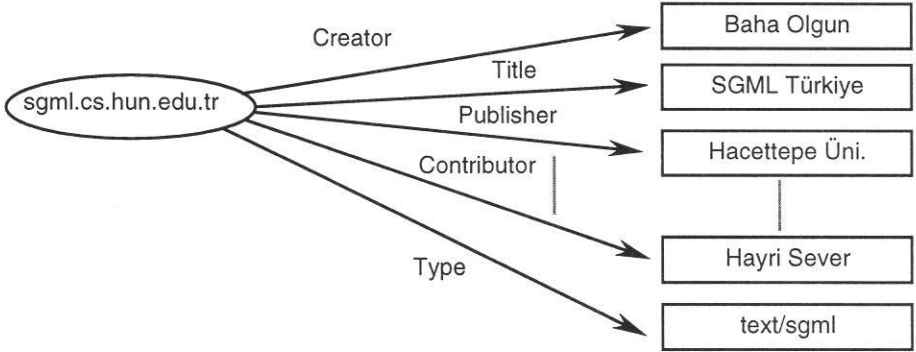 Creator
Baha Olgun
Title
SGML Türkiye
sgml.cs.hun.edu.tr
Publisher
Hacettepe Üni.
Contributor
Hayri Sever
Type
text/sgml